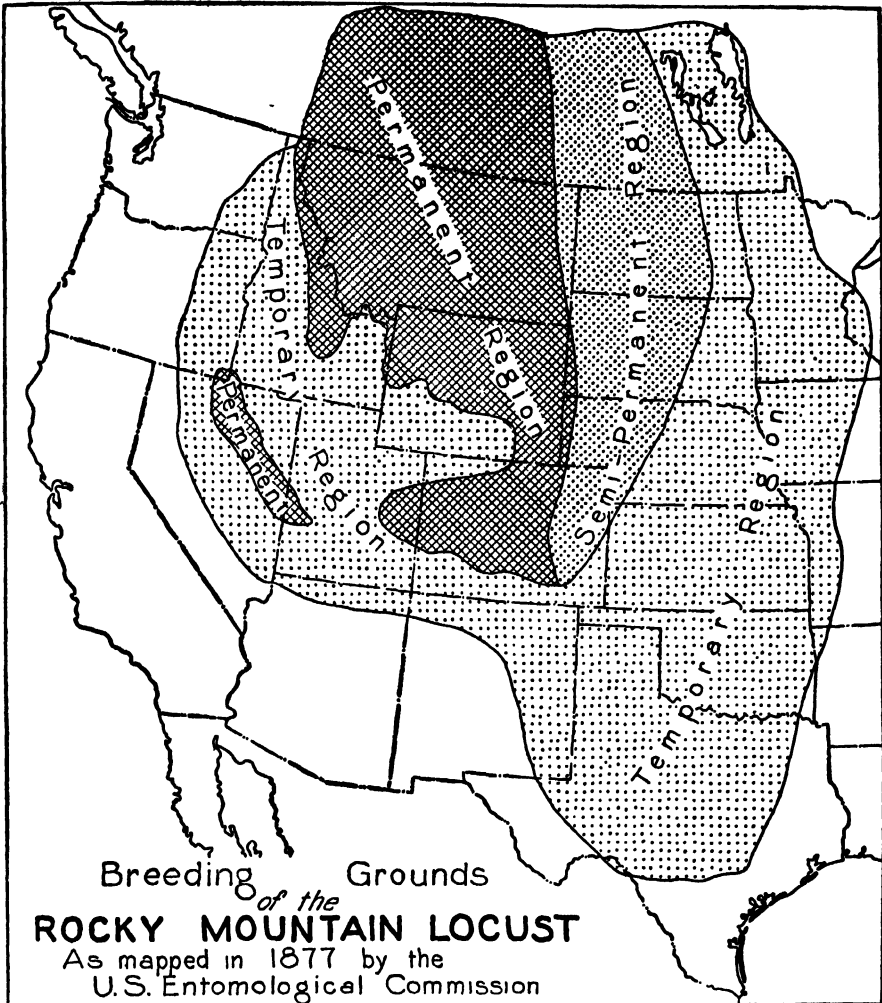 Permanent Region
Semi-Permanent Region
Temporary Region
Permanent
Temporary Region
Breeding Grounds
of the
ROCKY MOUNTAIN LOCUST
As mapped in 1877 by the
U.S. Entomological Commission